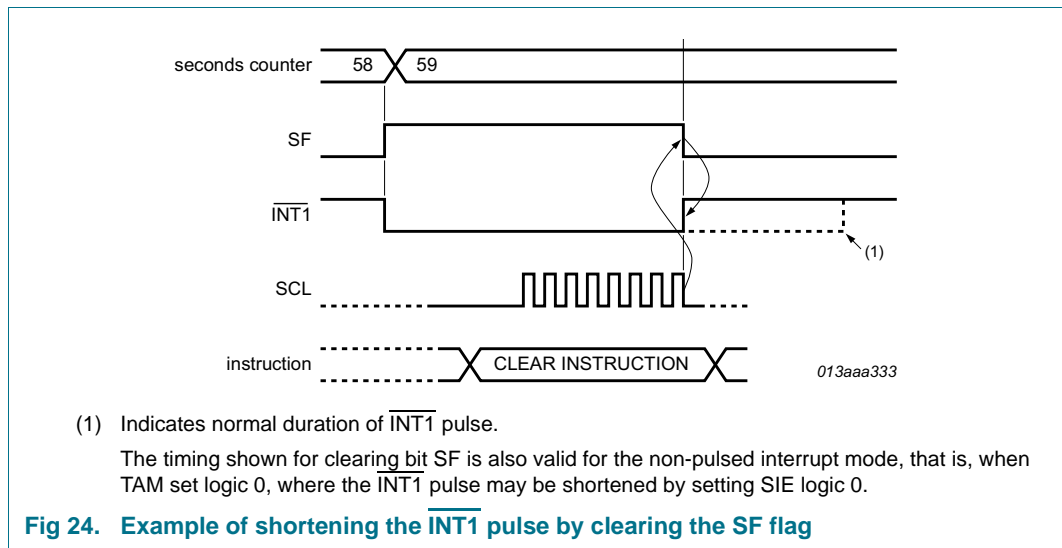 seconds counter 58 59
SF
INT1
(1)
SCL
instruction CLEAR INSTRUCTION
013aaa333
(1) Indicates normal duration of INT1 pulse.
The timing shown for clearing bit SF is also valid for the non-pulsed interrupt mode, that is, when
TAM set logic 0, where the INT1 pulse may be shortened by setting SIE logic 0.
Fig 24. Example of shortening the INT1 pulse by clearing the SF flag